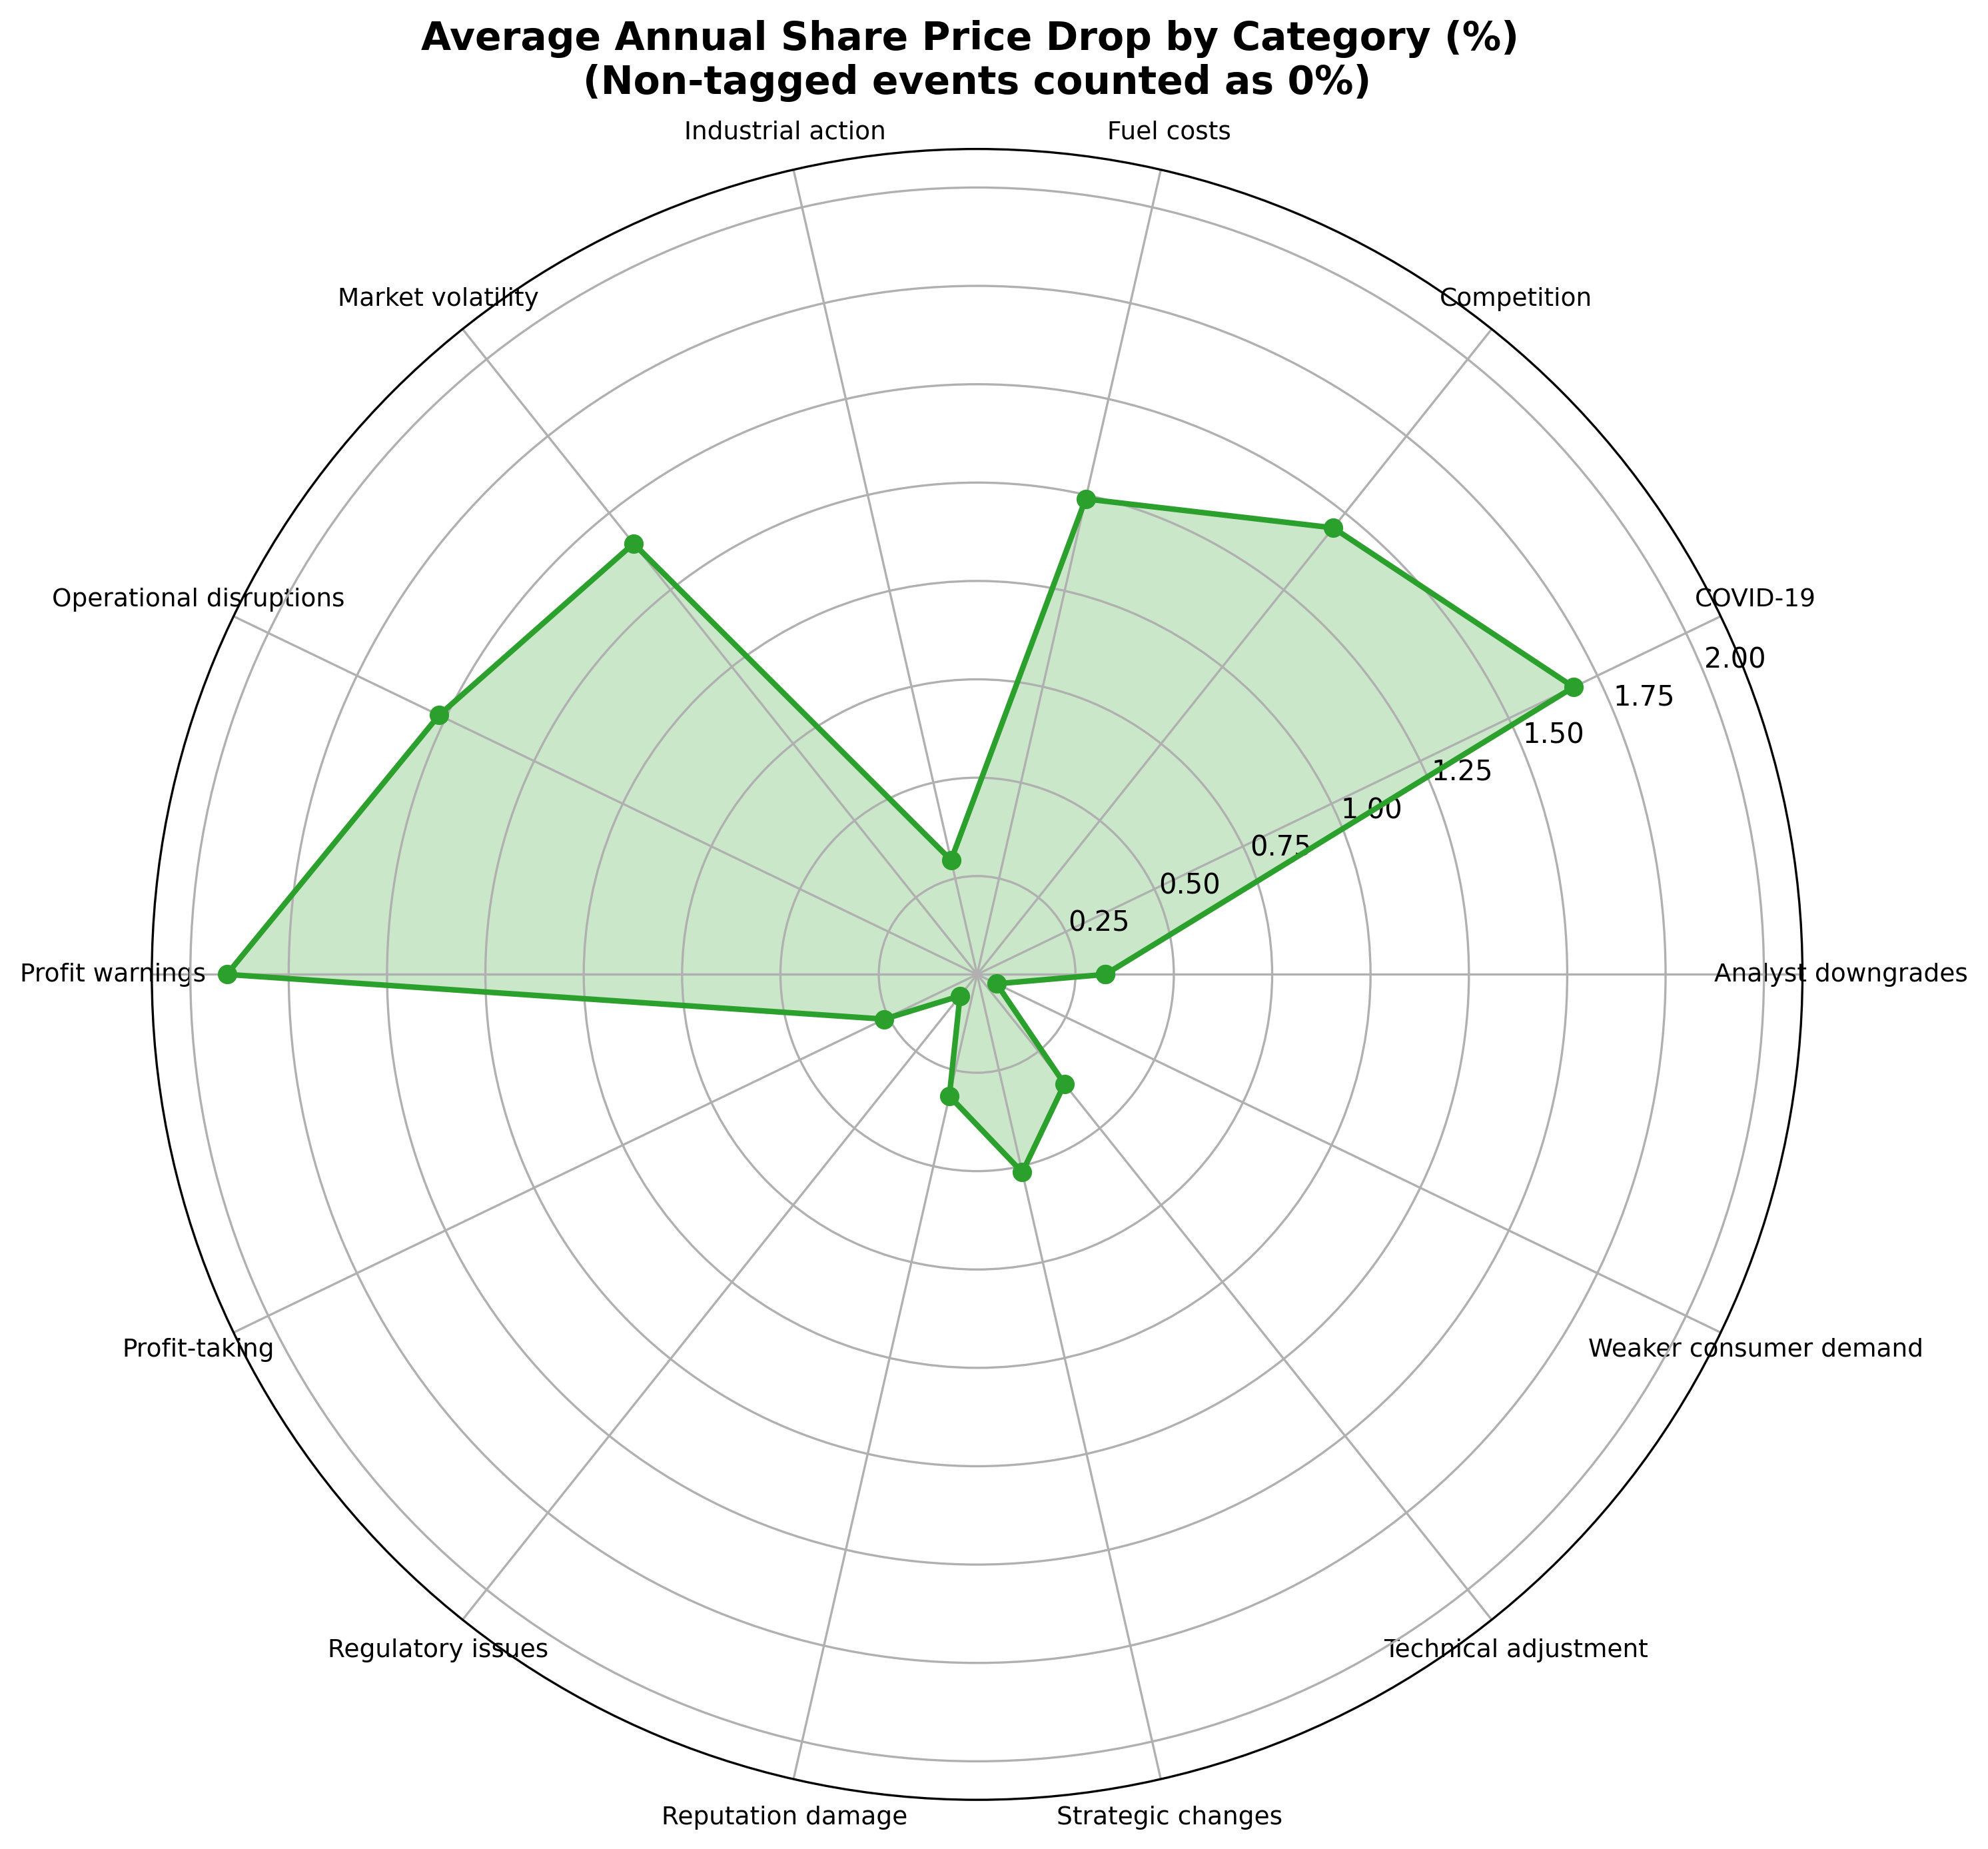 Average Annual Share Price Drop by Category (%)
(Non-tagged events counted as 0%)
Industrial action
Fuel costs
Market volatility
Competition
Operational disruptions
COVID-19
2.00
1.75
1.50
1.25
1.00
0.75
0.50
0.25
Profit warnings
Analyst downgrades
Profit-taking
Weaker consumer demand
Regulatory issues
Technical adjustment
Reputation damage
Strategic changes